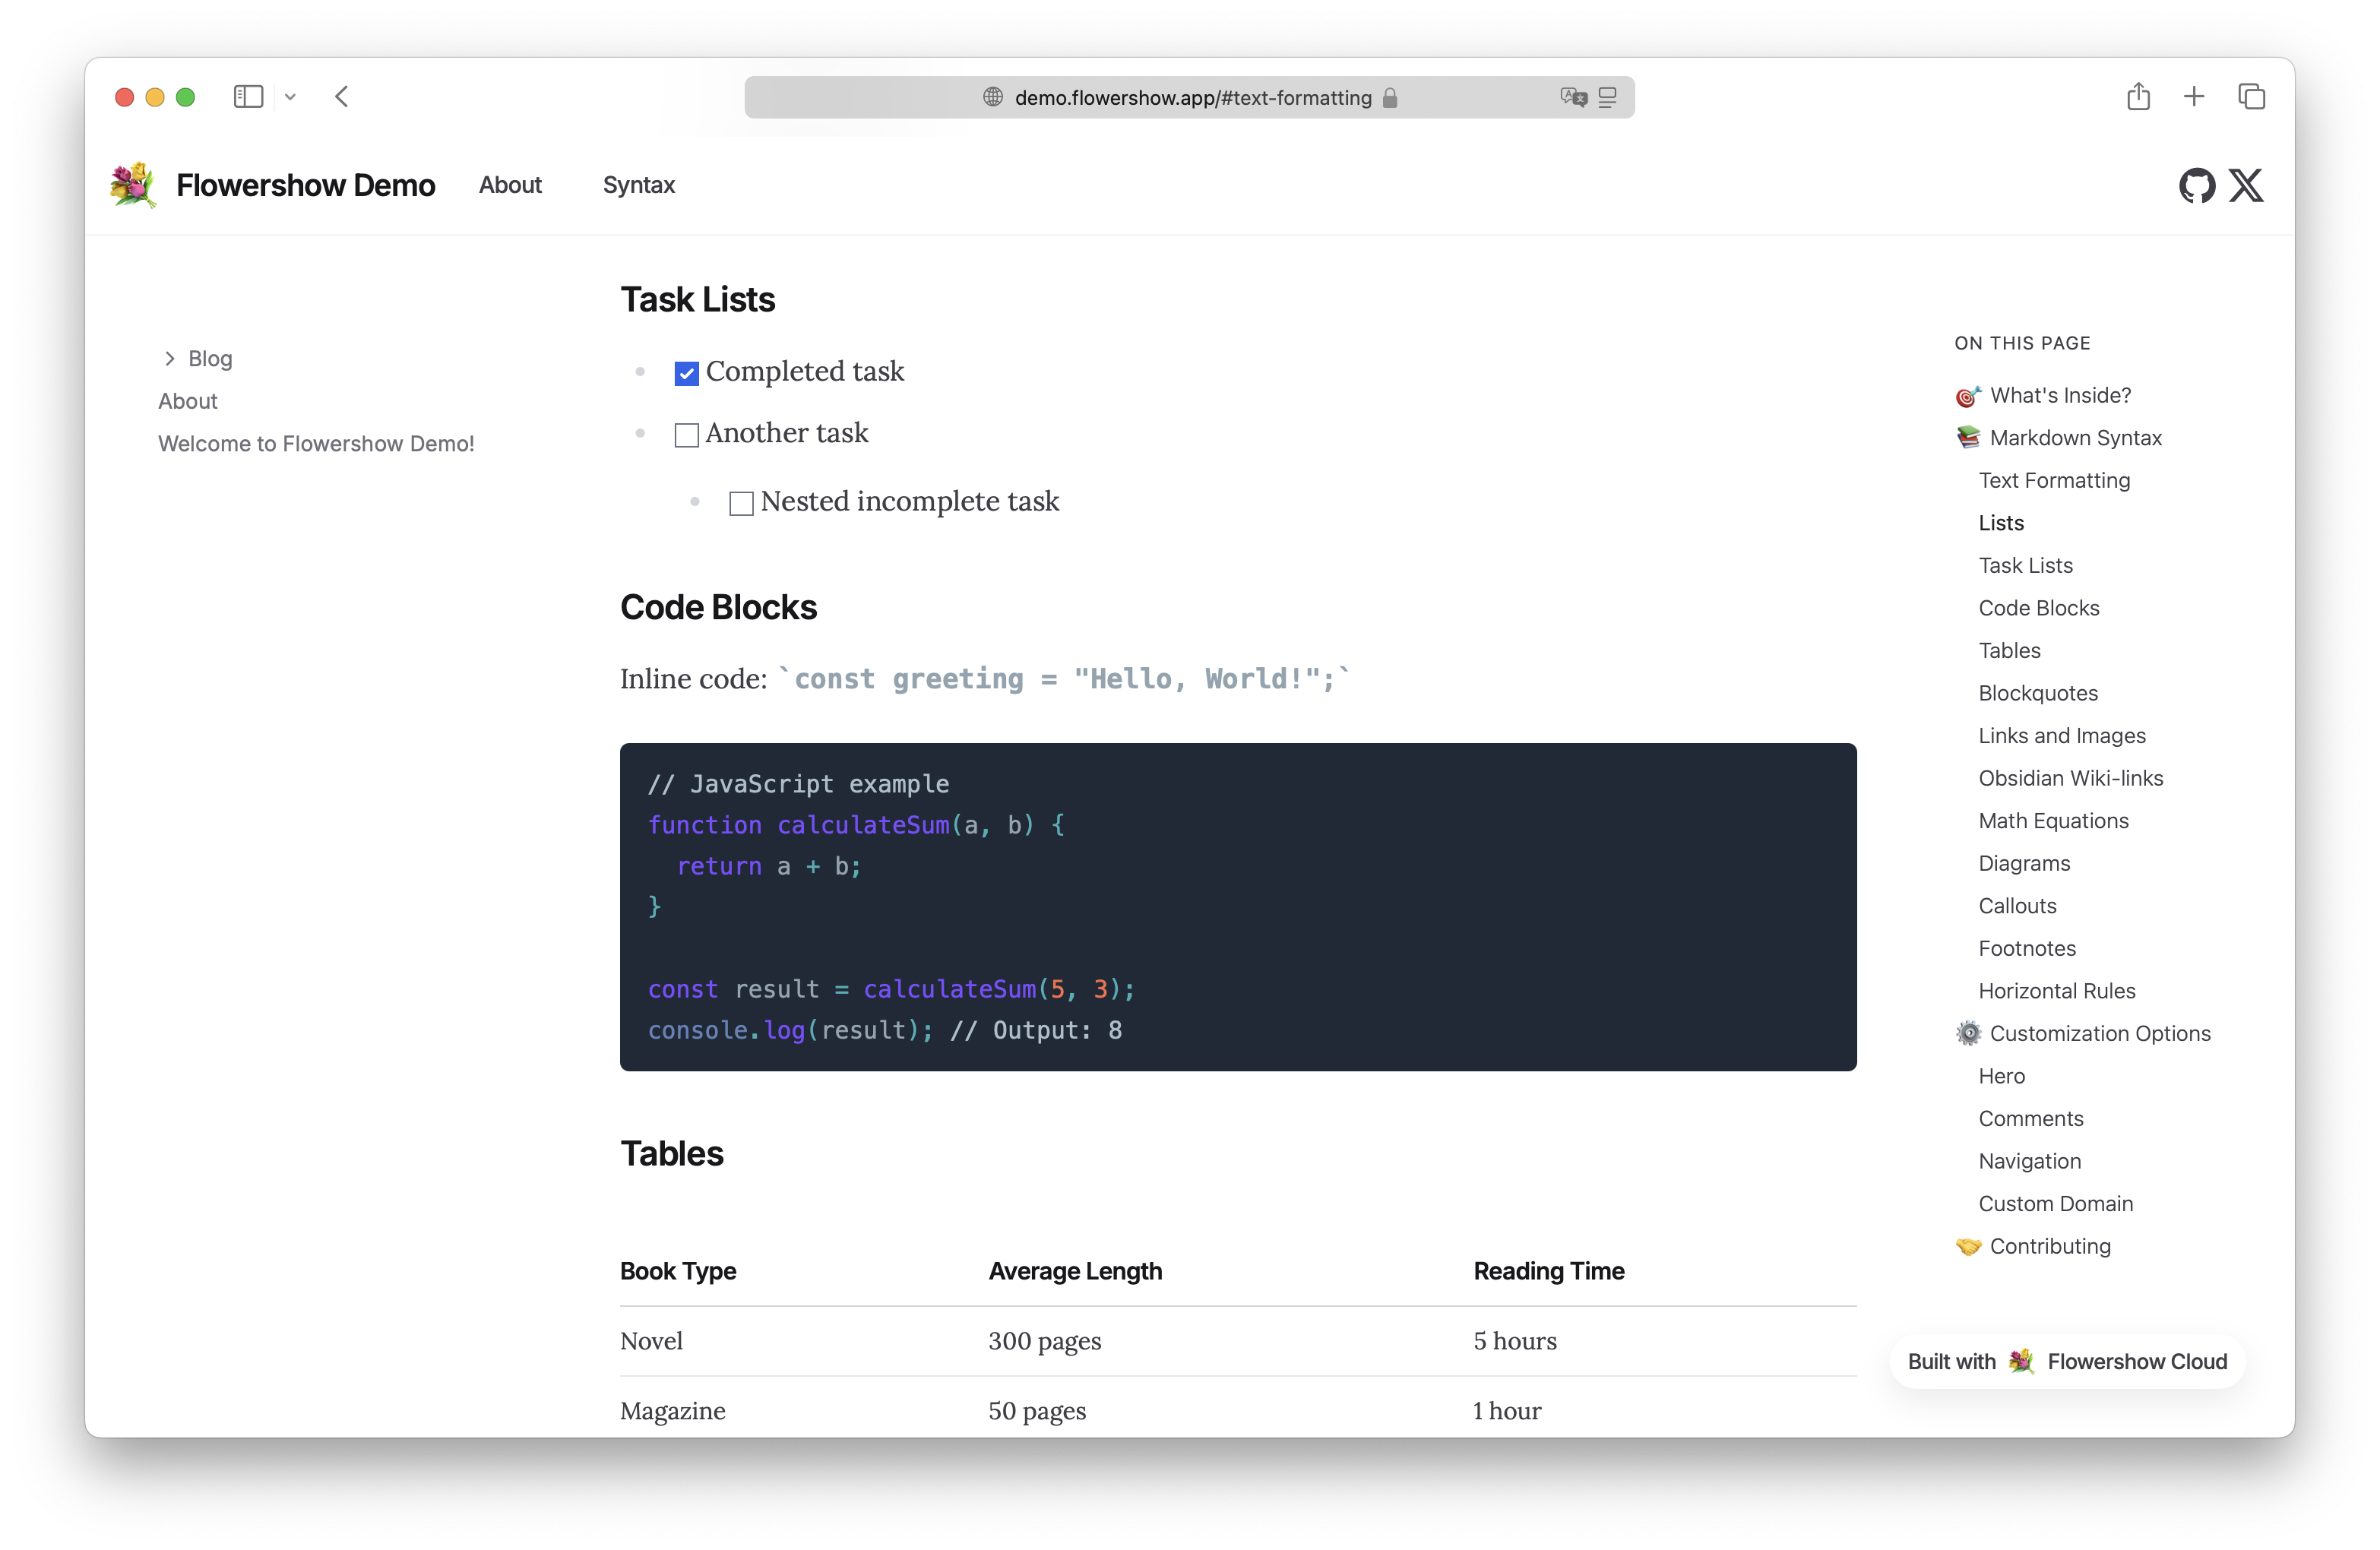 demo.flowershow.app/#text-formatting
Flowershow Demo About Syntax
Blog
About
Welcome to Flowershow Demo!
Task Lists
Completed task
Another task
Nested incomplete task
Code Blocks
Inline code: `const greeting = "Hello, World!";`
// JavaScript example
function calculateSum(a, b) {
  return a + b;
}
const result = calculateSum(5, 3);
console.log(result); // Output: 8
Tables
Book Type Average Length Reading Time
Novel 300 pages 5 hours
Magazine 50 pages 1 hour
ON THIS PAGE
🎯 What's Inside?
📚 Markdown Syntax
Text Formatting
Lists
Task Lists
Code Blocks
Tables
Blockquotes
Links and Images
Obsidian Wiki-links
Math Equations
Diagrams
Callouts
Footnotes
Horizontal Rules
⚙️ Customization Options
Hero
Comments
Navigation
Custom Domain
🤝 Contributing
Built with 💐 Flowershow Cloud